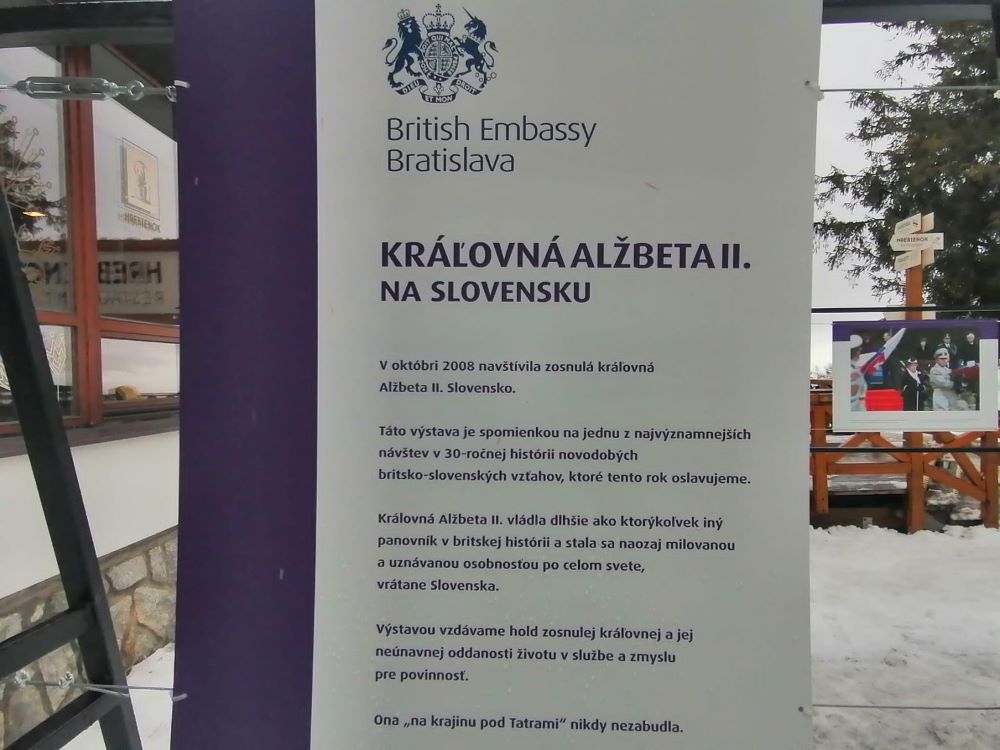 British Embassy
Bratislava
KRÁĽOVNÁ ALŽBETA II.
NA SLOVENSKU
V októbri 2008 navštívila zosnulá kráľovná
Alžbeta II. Slovensko.
Táto výstava je spomienkou na jednu z najvýznamnejších
návštev v 30-ročnej histórii novodobých
britsko-slovenských vzťahov, ktoré tento rok oslavujeme.
Kráľovná Alžbeta II. vládla dlhšie ako ktorýkoľvek iný
panovník v britskej histórii a stala sa naozaj milovanou
a uznávanou osobnosťou po celom svete,
vrátane Slovenska.
Výstavou vzdávame hold zosnulej kráľovnej a jej
neúnavnej oddanosti životu v službe a zmyslu
pre povinnosť.
Ona „na krajinu pod Tatrami“ nikdy nezabudla.
HREBIENOK
HREBIENOK